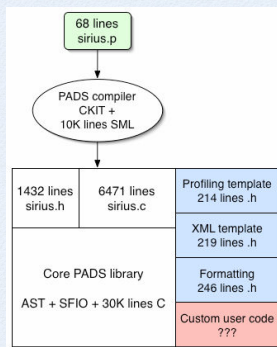 68 lines
sirius.p
PADS compiler
CKIT +
10K lines SML
1432 lines
sirius.h
6471 lines
sirius.c
Profiling template
214 lines .h
XML template
219 lines .h
Core PADS library
AST + SFIO + 30K lines C
Formatting
246 lines .h
Custom user code
???